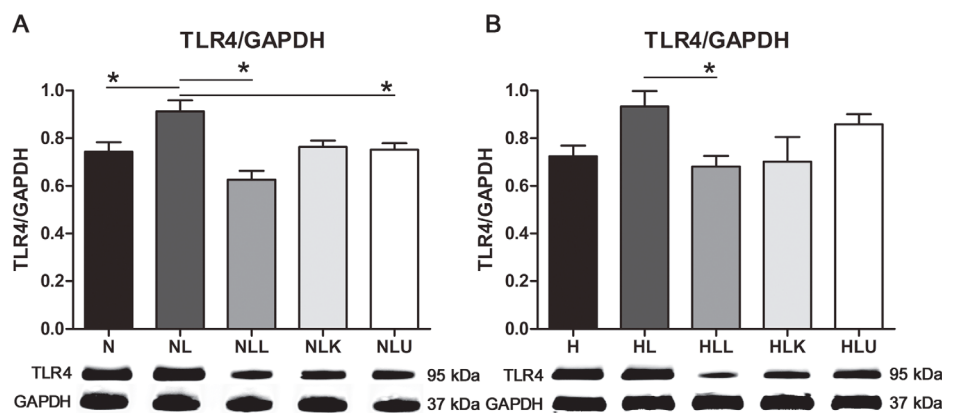 A
TLR4/GAPDH
*
*
*
TLR4/GAPDH
1.0
0.8
0.6
0.4
0.2
0.0
N NL NLL NLK NLU
TLR4 95 kDa
GAPDH 37 kDa
B
TLR4/GAPDH
*
TLR4/GAPDH
1.0
0.8
0.6
0.4
0.2
0.0
H HL HLL HLK HLU
TLR4 95 kDa
GAPDH 37 kDa